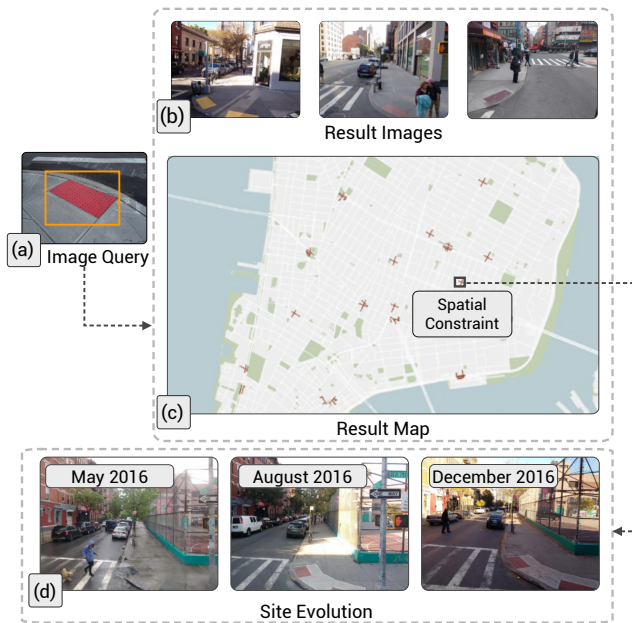 (b)
Result Images
(a)
Image Query
Spatial
Constraint
(c)
Result Map
May 2016
August 2016
December 2016
(d)
Site Evolution